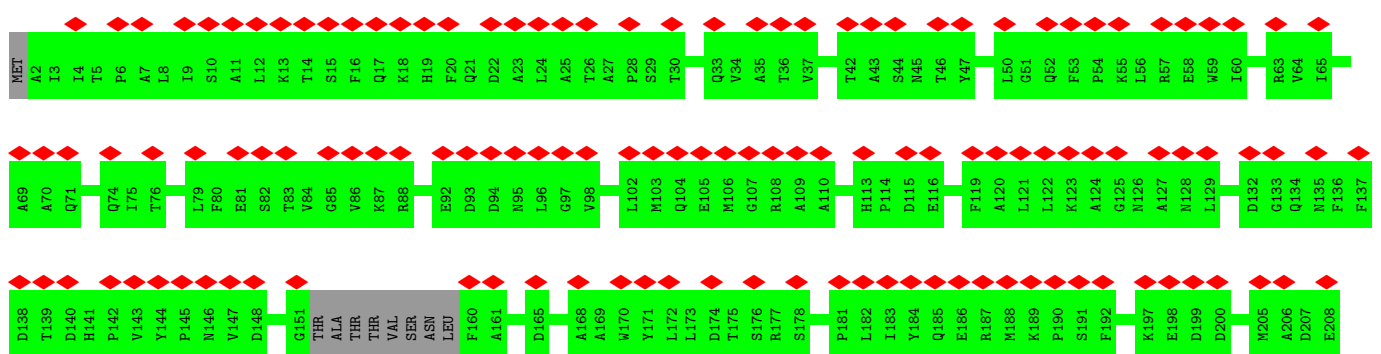 MET A2 I3 I4 T5 P6 A7 L8 I9 S10 A11 L12 K13 T14 S15 F16 Q17 K18 H19 F20 Q21 D22 A23 L24 A25 T26 A27 P28 S29 T30 Q33 V34 A35 T36 V37 T42 A43 S44 N45 T46 Y47 L50 G51 Q52 F53 P54 K55 L56 R57 E58 W59 I60 R63 V64 I65
A69 A70 Q71 Q74 I75 T76 L79 F80 E81 S82 T83 V84 G85 V86 K87 R88 E92 D93 D94 N95 L96 G97 V98 L102 M103 Q104 E105 M106 G107 R108 A109 A110 H113 P114 D115 E116 F119 A120 L121 L122 K123 A124 G125 N126 A127 N128 L129 D132 G133 Q134 N135 F136 F137
D138 T139 D140 H141 P142 V143 Y144 P145 N146 V147 D148 G151 THR ALA THR THR VAL SER ASN LEU F160 A161 D165 A168 A169 W170 Y171 L172 L173 D174 T175 S176 R177 S178 P181 L182 I183 Y184 Q185 E186 R187 M188 K189 P190 S191 F192 K197 E198 D199 D200 M205 A206 D207 E208